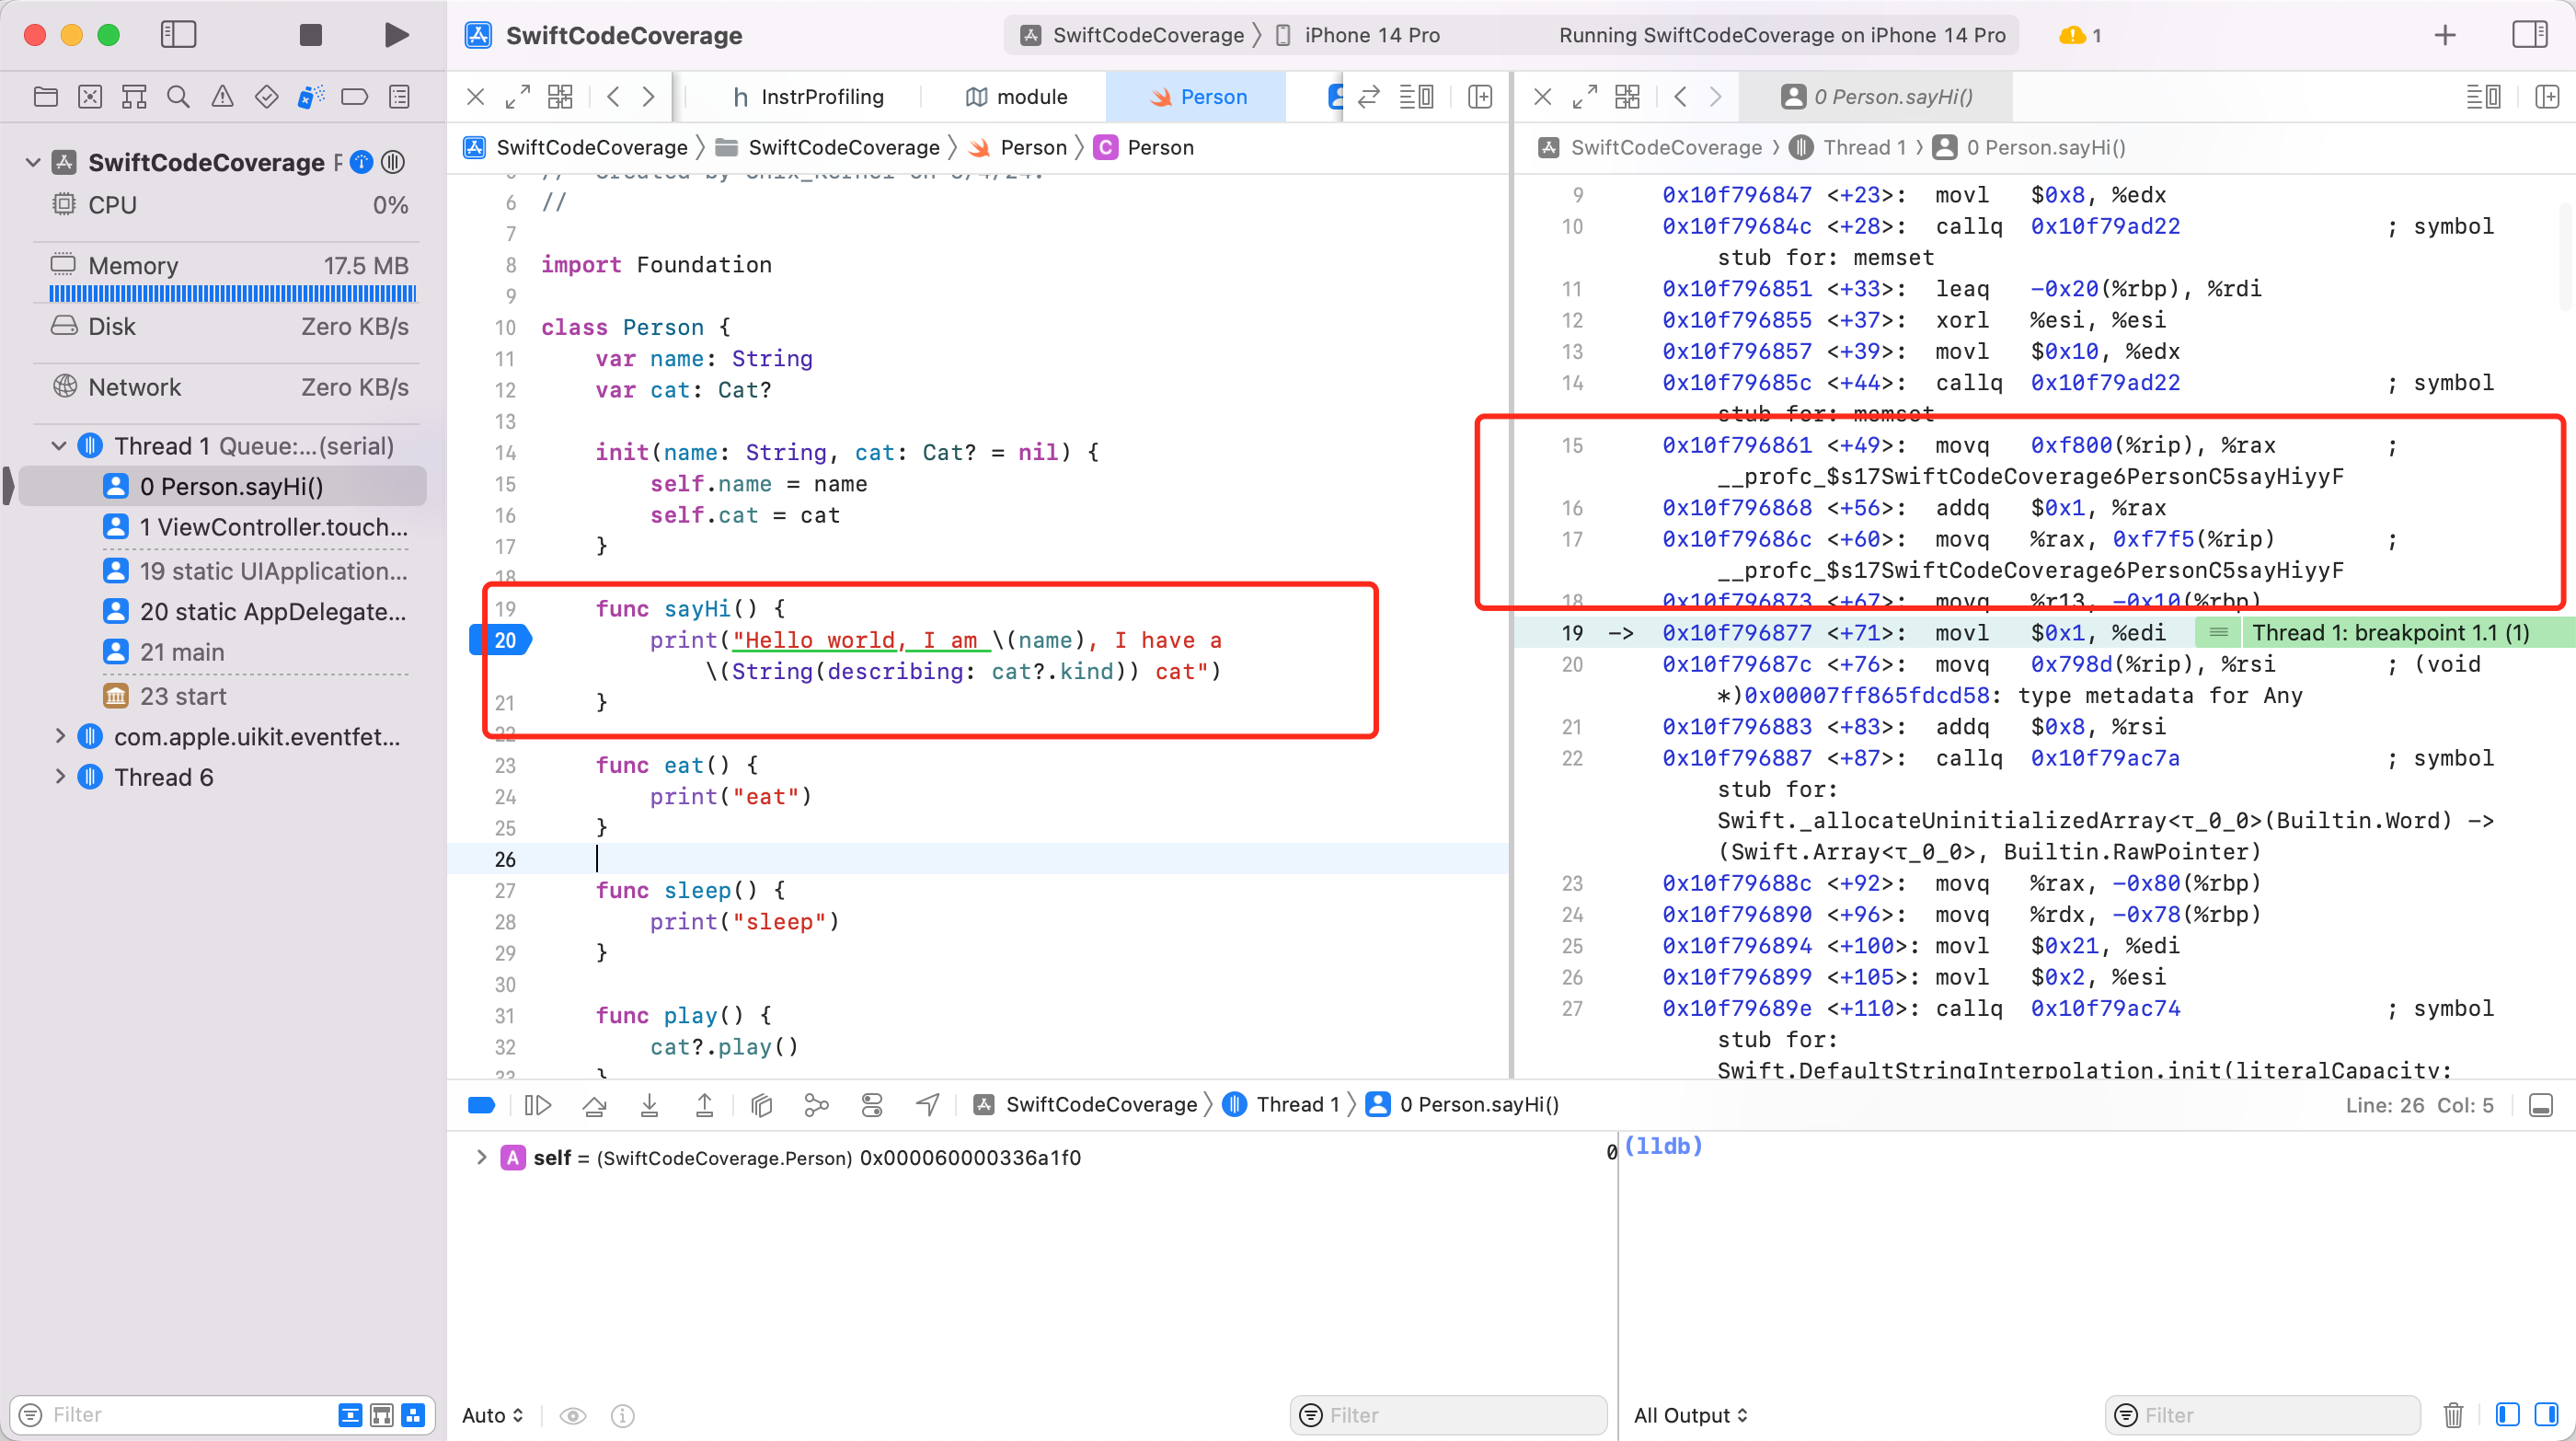 SwiftCodeCoverage
SwiftCodeCoverage 〉 iPhone 14 Pro
Running SwiftCodeCoverage on iPhone 14 Pro
1
InstrProfiling
module
Person
0 Person.sayHi()
SwiftCodeCoverage
CPU 0%
Memory 17.5 MB
Disk Zero KB/s
Network Zero KB/s
Thread 1 Queue:...(serial)
0 Person.sayHi()
1 ViewController.touch...
19 static UIApplication...
20 static AppDelegate...
21 main
23 start
com.apple.uikit.eventfet...
Thread 6
Filter
SwiftCodeCoverage 〉 SwiftCodeCoverage 〉 Person 〉 C Person
6 //
7
8 import Foundation
9
10 class Person {
11 var name: String
12 var cat: Cat?
13
14 init(name: String, cat: Cat? = nil) {
15 self.name = name
16 self.cat = cat
17 }
18
19 func sayHi() {
20 print("Hello world, I am \(name), I have a
\(String(describing: cat?.kind)) cat")
21 }
22
23 func eat() {
24 print("eat")
25 }
26
27 func sleep() {
28 print("sleep")
29 }
30
31 func play() {
32 cat?.play()
33 }
SwiftCodeCoverage 〉 Thread 1 〉 0 Person.sayHi()
9 0x10f796847 <+23>: movl $0x8, %edx
10 0x10f79684c <+28>: callq 0x10f79ad22 ; symbol
stub for: memset
11 0x10f796851 <+33>: leaq -0x20(%rbp), %rdi
12 0x10f796855 <+37>: xorl %esi, %esi
13 0x10f796857 <+39>: movl $0x10, %edx
14 0x10f79685c <+44>: callq 0x10f79ad22 ; symbol
stub for: memset
15 0x10f796861 <+49>: movq 0xf800(%rip), %rax ;
__profc_$s17SwiftCodeCoverage6PersonC5sayHiyyF
16 0x10f796868 <+56>: addq $0x1, %rax
17 0x10f79686c <+60>: movq %rax, 0xf7f5(%rip) ;
__profc_$s17SwiftCodeCoverage6PersonC5sayHiyyF
18 0x10f796873 <+67>: movq %r13, -0x10(%rbp)
19 -> 0x10f796877 <+71>: movl $0x1, %edi Thread 1: breakpoint 1.1 (1)
20 0x10f79687c <+76>: movq 0x798d(%rip), %rsi ; (void
*)0x00007ff865fdcd58: type metadata for Any
21 0x10f796883 <+83>: addq $0x8, %rsi
22 0x10f796887 <+87>: callq 0x10f79ac7a ; symbol
stub for:
Swift._allocateUninitializedArray<τ_0_0>(Builtin.Word) ->
(Swift.Array<τ_0_0>, Builtin.RawPointer)
23 0x10f79688c <+92>: movq %rax, -0x80(%rbp)
24 0x10f796890 <+96>: movq %rdx, -0x78(%rbp)
25 0x10f796894 <+100>: movl $0x21, %edi
26 0x10f796899 <+105>: movl $0x2, %esi
27 0x10f79689e <+110>: callq 0x10f79ac74 ; symbol
stub for:
Swift.DefaultStringInterpolation.init(literalCapacity:
SwiftCodeCoverage 〉 Thread 1 〉 0 Person.sayHi()
Line: 26 Col: 5
A self = (SwiftCodeCoverage.Person) 0x000060000336a1f0
0
(lldb)
Auto
Filter
All Output
Filter